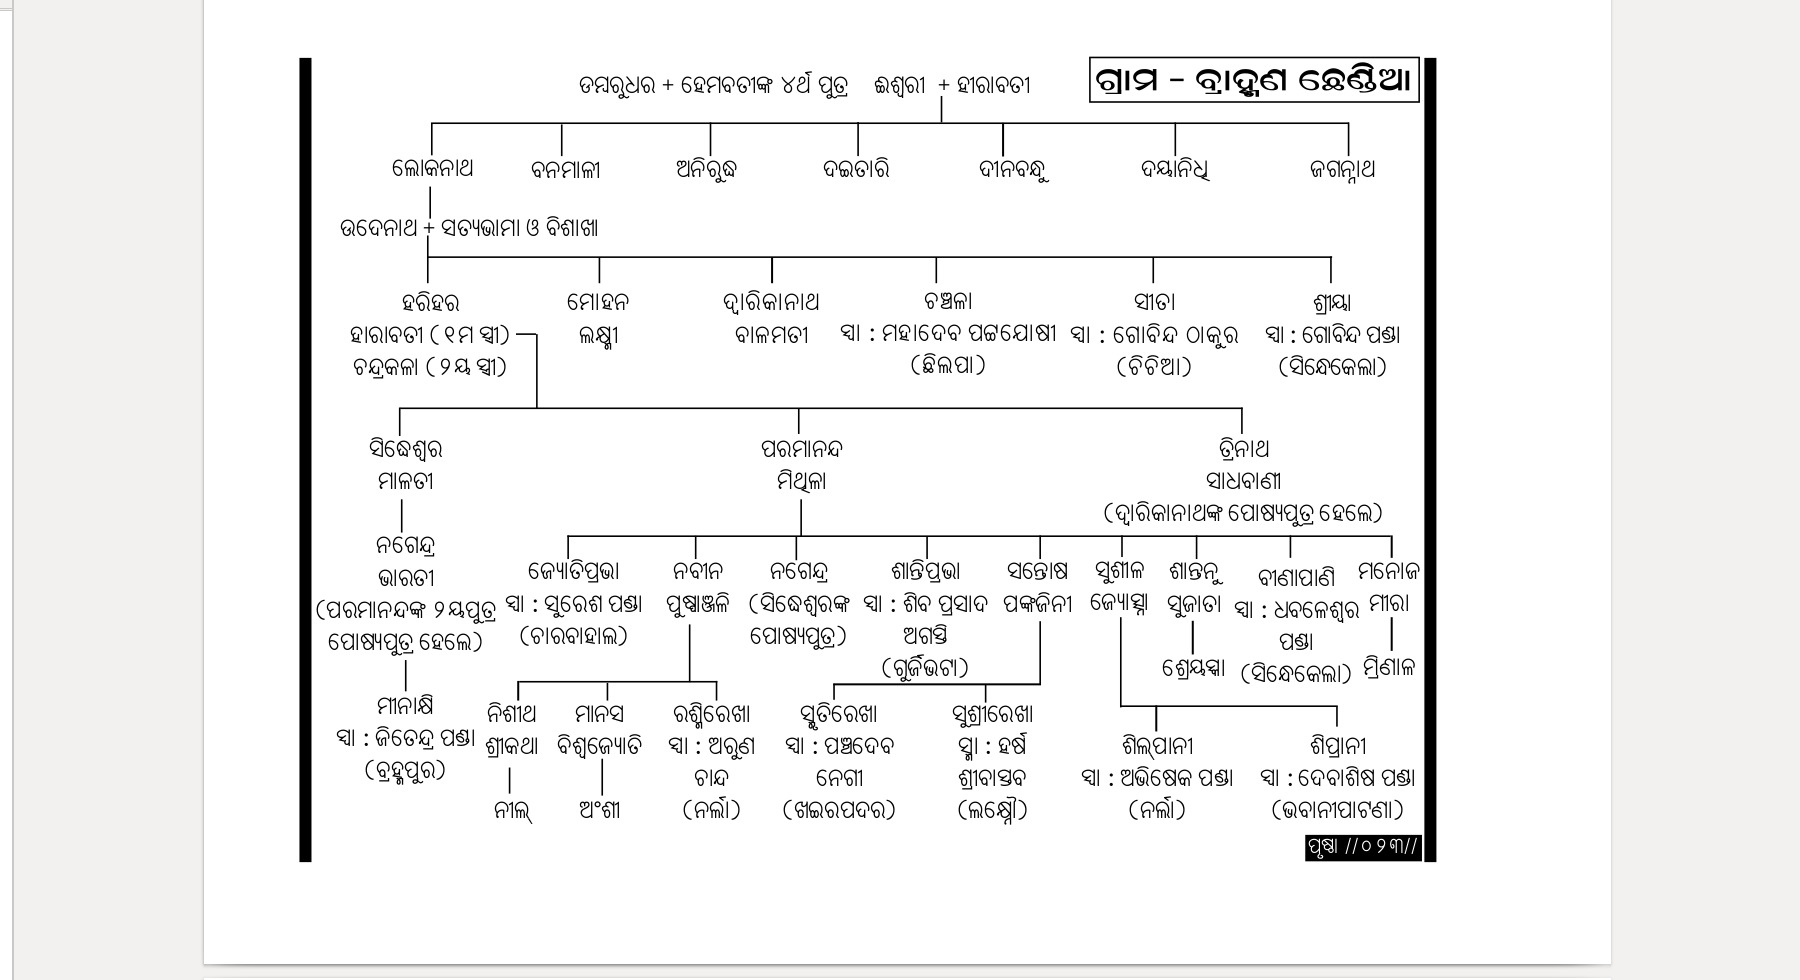 ଡମ୍ବରୁଧର + ହେମବତୀଙ୍କ ୪ର୍ଥ ପୁତ୍ର ଈଶ୍ୱରୀ + ହୀରାବତୀ
ଗ୍ରାମ - ବ୍ରାହ୍ମଣ ଛେଣ୍ଡିଆ
ଲୋକନାଥ ବନମାଳୀ ଅନିରୁଦ୍ଧ ଦଇତାରି ଦୀନବନ୍ଧୁ ଦୟାନିଧି ଜଗନ୍ନାଥ
ଉଦେନାଥ + ସତ୍ୟଭାମା ଓ ବିଶାଖା
ହରିହର ମୋହନ ଦ୍ୱାରିକାନାଥ ଚଞ୍ଚଳା ସୀତା ଶ୍ରୀୟା
ହାରାବତୀ (୧ମ ସ୍ତ୍ରୀ) ଲକ୍ଷ୍ମୀ ବାଳମତୀ ସ୍ୱା : ମହାଦେବ ପଟ୍ଟଯୋଷୀ ସ୍ୱା : ଗୋବିନ୍ଦ ଠାକୁର ସ୍ୱା : ଗୋବିନ୍ଦ ପଣ୍ଡା
ଚନ୍ଦ୍ରକଳା (୨ୟ ସ୍ତ୍ରୀ) (ଛିଲପା) (ଚିଚିଆ) (ସିନ୍ଧେକେଲା)
ସିଦ୍ଧେଶ୍ୱର ପରମାନନ୍ଦ ତ୍ରିନାଥ
ମାଳତୀ ମିଥିଳା ସାଧବାଣୀ
(ଦ୍ୱାରିକାନାଥଙ୍କ ପୋଷ୍ୟପୁତ୍ର ହେଲେ)
ନଗେନ୍ଦ୍ର
ଭାରତୀ
(ପରମାନନ୍ଦଙ୍କ ୨ୟପୁତ୍ର
ପୋଷ୍ୟପୁତ୍ର ହେଲେ)
ଜ୍ୟୋତିପ୍ରଭା ନବୀନ ନଗେନ୍ଦ୍ର ଶାନ୍ତିପ୍ରଭା ସନ୍ତୋଷ ସୁଶୀଳ ଶାନ୍ତନୁ ବୀଣାପାଣି ମନୋଜ
ସ୍ୱା : ସୁରେଶ ପଣ୍ଡା ପୁଷ୍ପାଞ୍ଜଳି (ସିଦ୍ଧେଶ୍ୱରଙ୍କ ସ୍ୱା : ଶିବ ପ୍ରସାଦ ପଙ୍କଜିନୀ ଜ୍ୟୋସ୍ନା ସୁଜାତା ସ୍ୱା : ଧବଳେଶ୍ୱର ମୀରା
(ଚାରବାହାଲ) ପୋଷ୍ୟପୁତ୍ର) ଅଗସ୍ତି ପଣ୍ଡା
(ଗୁର୍ଜିଭଟା) ଶ୍ରେୟସ୍କା (ସିନ୍ଧେକେଲା) ମ୍ରିଣାଳ
ମୀନାକ୍ଷି ନିଶୀଥ ମାନସ ରଶ୍ମିରେଖା ସ୍ମୃତିରେଖା ସୁଶ୍ରୀରେଖା
ସ୍ୱା : ଜିତେନ୍ଦ୍ର ପଣ୍ଡା ଶ୍ରୀକଥା ବିଶ୍ୱଜ୍ୟୋତି ସ୍ୱା : ଅରୁଣ ସ୍ୱା : ପଞ୍ଚଦେବ ସ୍ମା : ହର୍ଷ ଶିଲ୍ପାନୀ ଶିପ୍ରାନୀ
(ବ୍ରହ୍ମପୁର) ଚାନ୍ଦ ନେଗୀ ଶ୍ରୀବାସ୍ତବ ସ୍ୱା : ଅଭିଷେକ ପଣ୍ଡା ସ୍ୱା : ଦେବାଶିଷ ପଣ୍ଡା
ନୀଲ୍ ଅଂଶୀ (ନର୍ଲା) (ଖଇରପଦର) (ଲକ୍ଷ୍ନୌ) (ନର୍ଲା) (ଭବାନୀପାଟଣା)
ପୃଷ୍ଠା //୦୨୩//